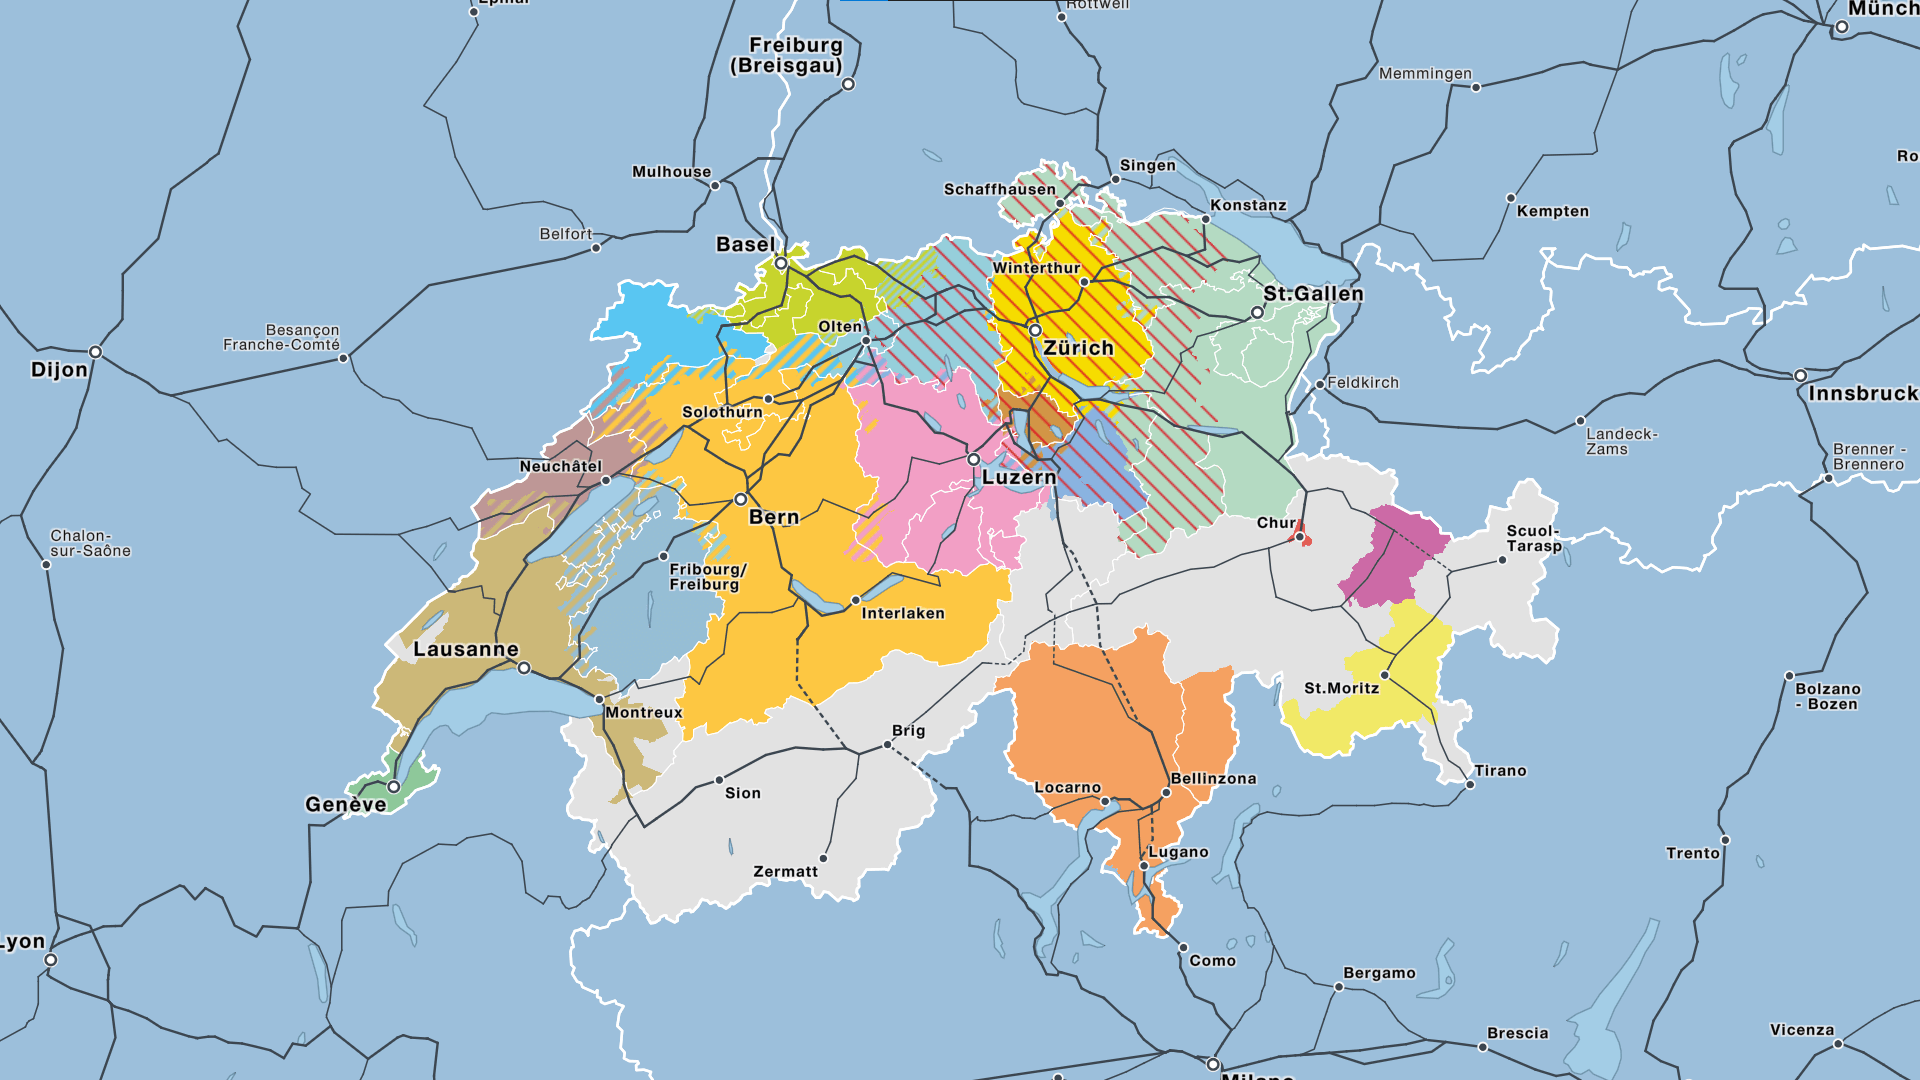 Epinal
Rottweil
Münch
Freiburg
(Breisgau)
Memmingen
Mulhouse
Singen
Ro
Schaffhausen
Konstanz
Kempten
Belfort
Basel
Winterthur
St.Gallen
Besançon
Franche-Comté
Olten
Zürich
Dijon
Feldkirch
Innsbruck
Solothurn
Landeck-
Zams
Brenner -
Brennero
Neuchâtel
Luzern
Bern
Chur
Scuol-
Tarasp
Chalon-
sur-Saône
Fribourg/
Freiburg
Interlaken
Lausanne
St.Moritz
Bolzano
- Bozen
Montreux
Brig
Tirano
Bellinzona
Locarno
Sion
Genève
Lugano
Trento
Zermatt
Lyon
Como
Bergamo
Brescia
Vicenza
Milano